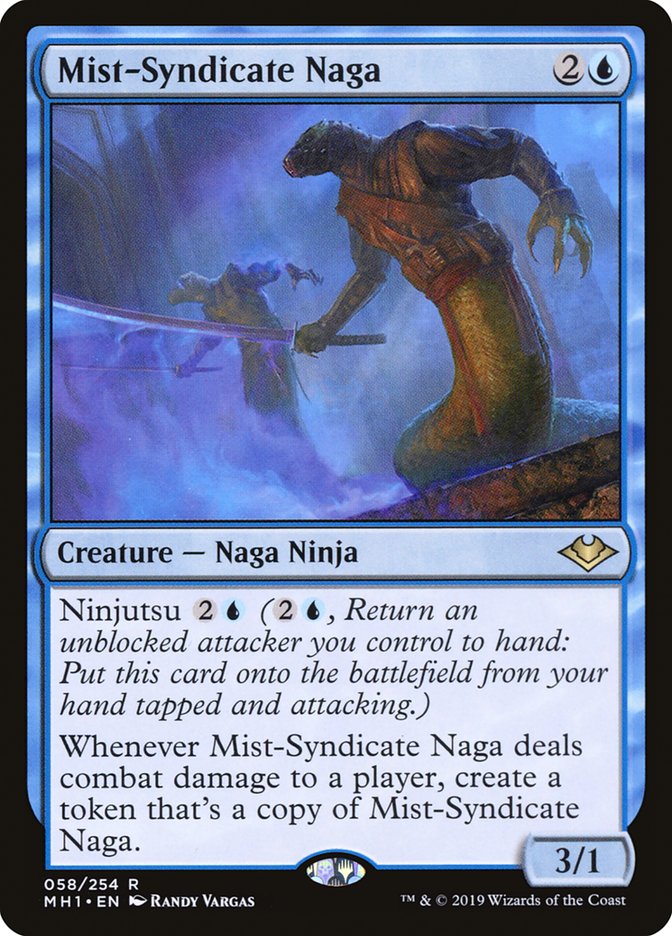 Mist-Syndicate Naga 2
Creature — Naga Ninja
Ninjutsu 2 (2, Return an
unblocked attacker you control to hand:
Put this card onto the battlefield from your
hand tapped and attacking.)
Whenever Mist-Syndicate Naga deals
combat damage to a player, create a
token that's a copy of Mist-Syndicate
Naga.
3/1
058/254 R
MH1 • EN Randy Vargas ™ & © 2019 Wizards of the Coast